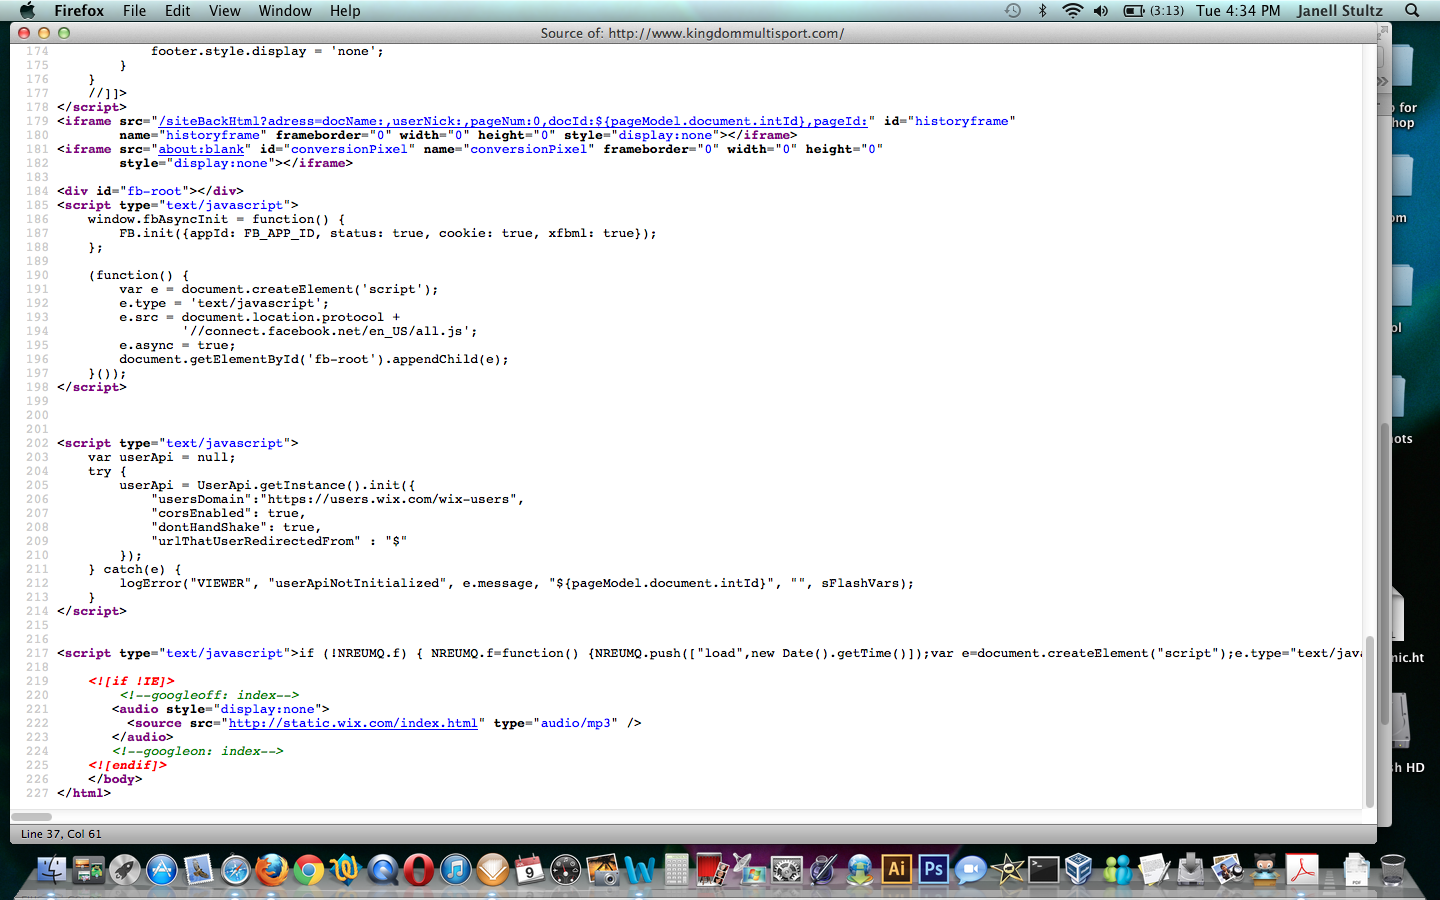 Firefox File Edit View Window Help (3:13) Tue 4:34 PM Janell Stultz
Source of: http://www.kingdommultisport.com/
174 footer.style.display = 'none';
175 }
176 }
177 //]]>
178 </script>
179 <iframe src="/siteBackHtml?adress=docName:,userNick:,pageNum:0,docId:${pageModel.document.intId},pageId:" id="historyframe"
180 name="historyframe" frameborder="0" width="0" height="0" style="display:none"></iframe>
181 <iframe src="about:blank" id="conversionPixel" name="conversionPixel" frameborder="0" width="0" height="0"
182 style="display:none"></iframe>
183
184 <div id="fb-root"></div>
185 <script type="text/javascript">
186 window.fbAsyncInit = function() {
187 FB.init({appId: FB_APP_ID, status: true, cookie: true, xfbml: true});
188 };
189
190 (function() {
191 var e = document.createElement('script');
192 e.type = 'text/javascript';
193 e.src = document.location.protocol +
194 '//connect.facebook.net/en_US/all.js';
195 e.async = true;
196 document.getElementById('fb-root').appendChild(e);
197 }());
198 </script>
199
200
201
202 <script type="text/javascript">
203 var userApi = null;
204 try {
205 userApi = UserApi.getInstance().init({
206 "usersDomain":"https://users.wix.com/wix-users",
207 "corsEnabled": true,
208 "dontHandShake": true,
209 "urlThatUserRedirectedFrom" : "$"
210 });
211 } catch(e) {
212 logError("VIEWER", "userApiNotInitialized", e.message, "${pageModel.document.intId}", "", sFlashVars);
213 }
214 </script>
215
216
217 <script type="text/javascript">if (!NREUMQ.f) { NREUMQ.f=function() {NREUMQ.push(["load",new Date().getTime()]);var e=document.createElement("script");e.type="text/jav
218
219 <![if !IE]>
220 <!--googleoff: index-->
221 <audio style="display:none">
222 <source src="http://static.wix.com/index.html" type="audio/mp3" />
223 </audio>
224 <!--googleon: index-->
225 <![endif]>
226 </body>
227 </html>
Line 37, Col 61
for
hop
om
ol
ots
nic.ht
sh HD
9
Ai
Ps
PDF